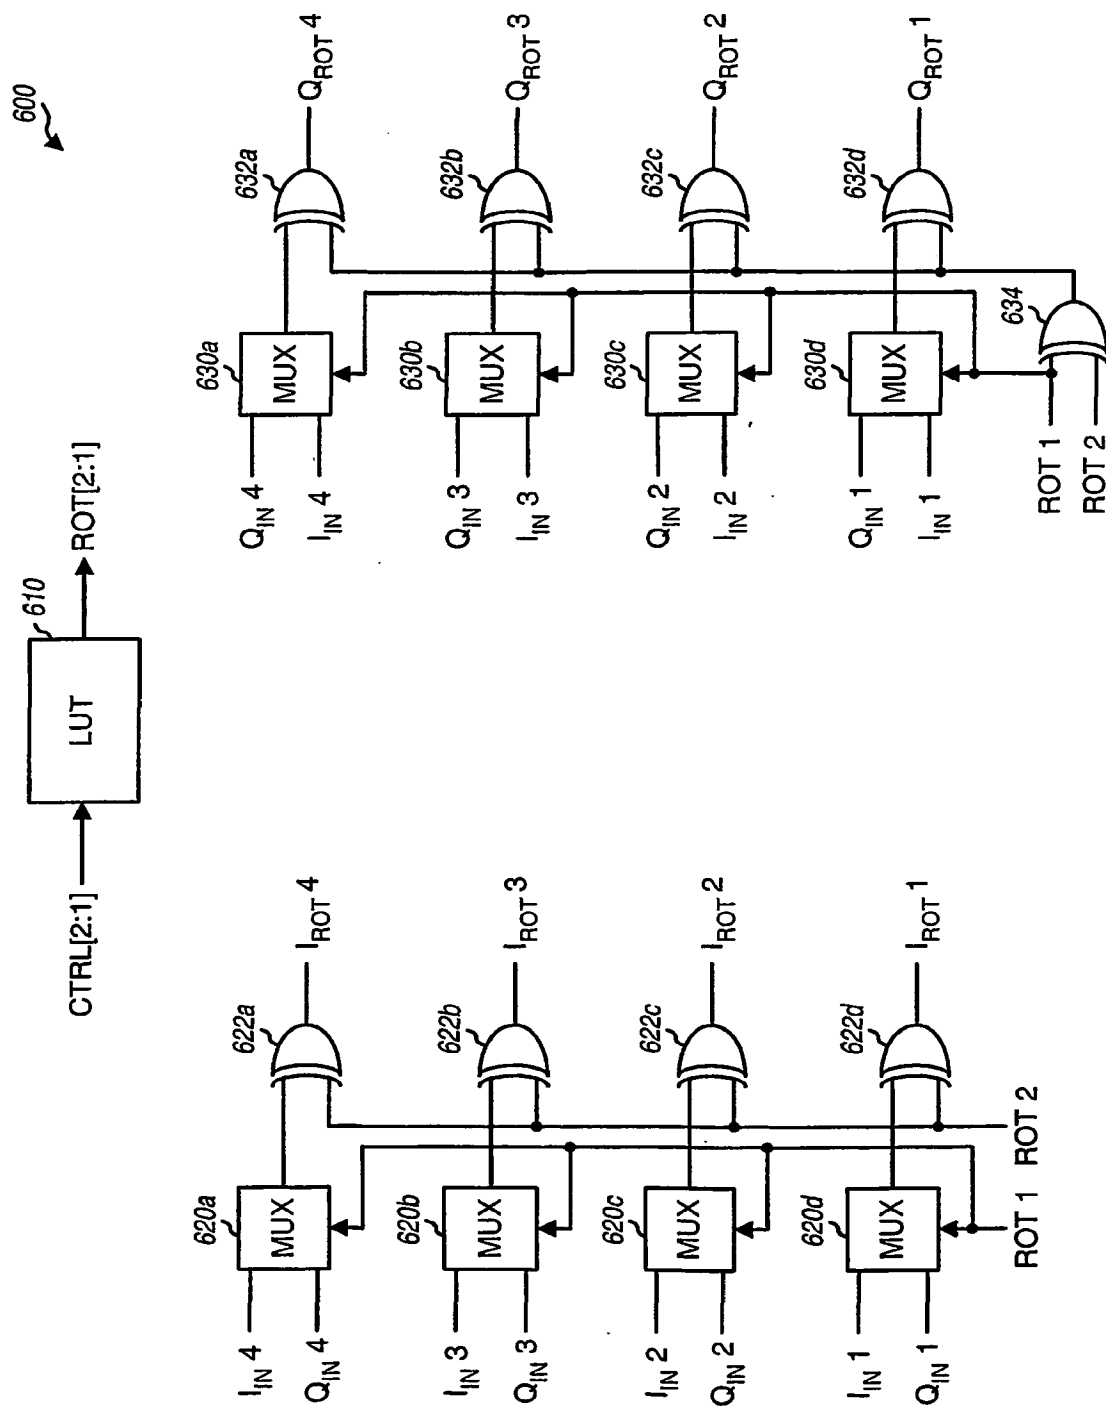 600
CTRL[2:1]
LUT
610
ROT[2:1]
I_IN 4
Q_IN 4
620a
MUX
622a
I_ROT 4
I_IN 3
Q_IN 3
620b
MUX
622b
I_ROT 3
I_IN 2
Q_IN 2
620c
MUX
622c
I_ROT 2
I_IN 1
Q_IN 1
620d
MUX
622d
I_ROT 1
ROT 1
ROT 2
Q_IN 4
I_IN 4
630a
MUX
632a
Q_ROT 4
Q_IN 3
I_IN 3
630b
MUX
632b
Q_ROT 3
Q_IN 2
I_IN 2
630c
MUX
632c
Q_ROT 2
Q_IN 1
I_IN 1
630d
MUX
632d
Q_ROT 1
ROT 1
ROT 2
634